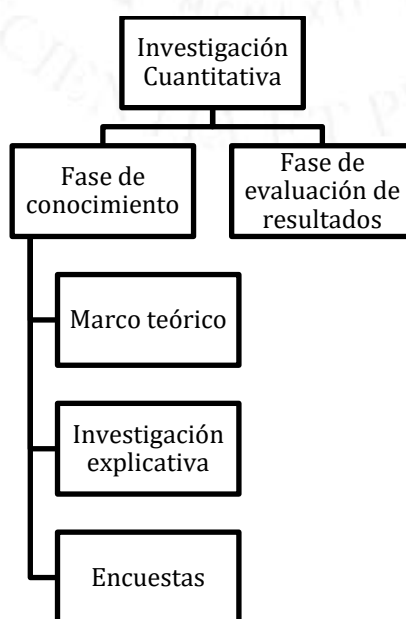 Investigación
Cuantitativa
Fase de
conocimiento
Fase de
evaluación de
resultados
Marco teórico
Investigación
explicativa
Encuestas